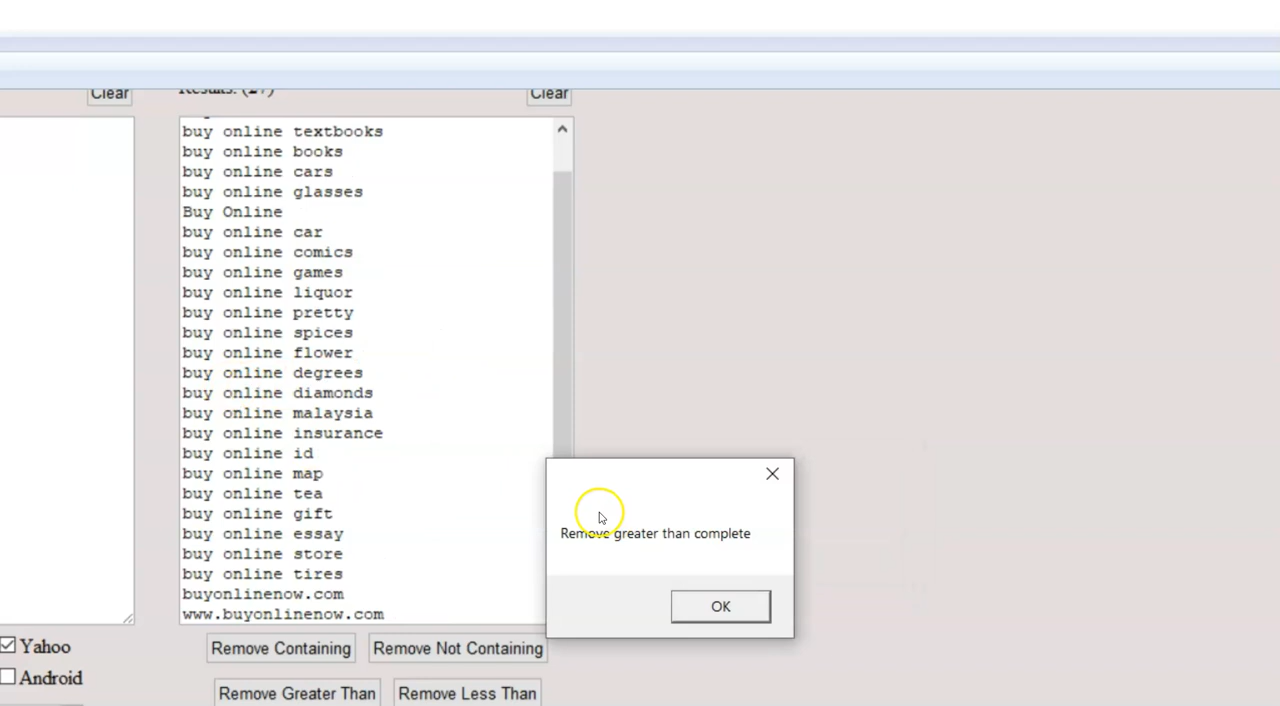 Clear
Results: (27)
Clear
buy online textbooks
buy online books
buy online cars
buy online glasses
Buy Online
buy online car
buy online comics
buy online games
buy online liquor
buy online pretty
buy online spices
buy online flower
buy online degrees
buy online diamonds
buy online malaysia
buy online insurance
buy online id
buy online map
buy online tea
buy online gift
buy online essay
buy online store
buy online tires
buyonlinenow.com
www.buyonlinenow.com
Remove greater than complete
OK
Yahoo
Android
Remove Containing
Remove Not Containing
Remove Greater Than
Remove Less Than